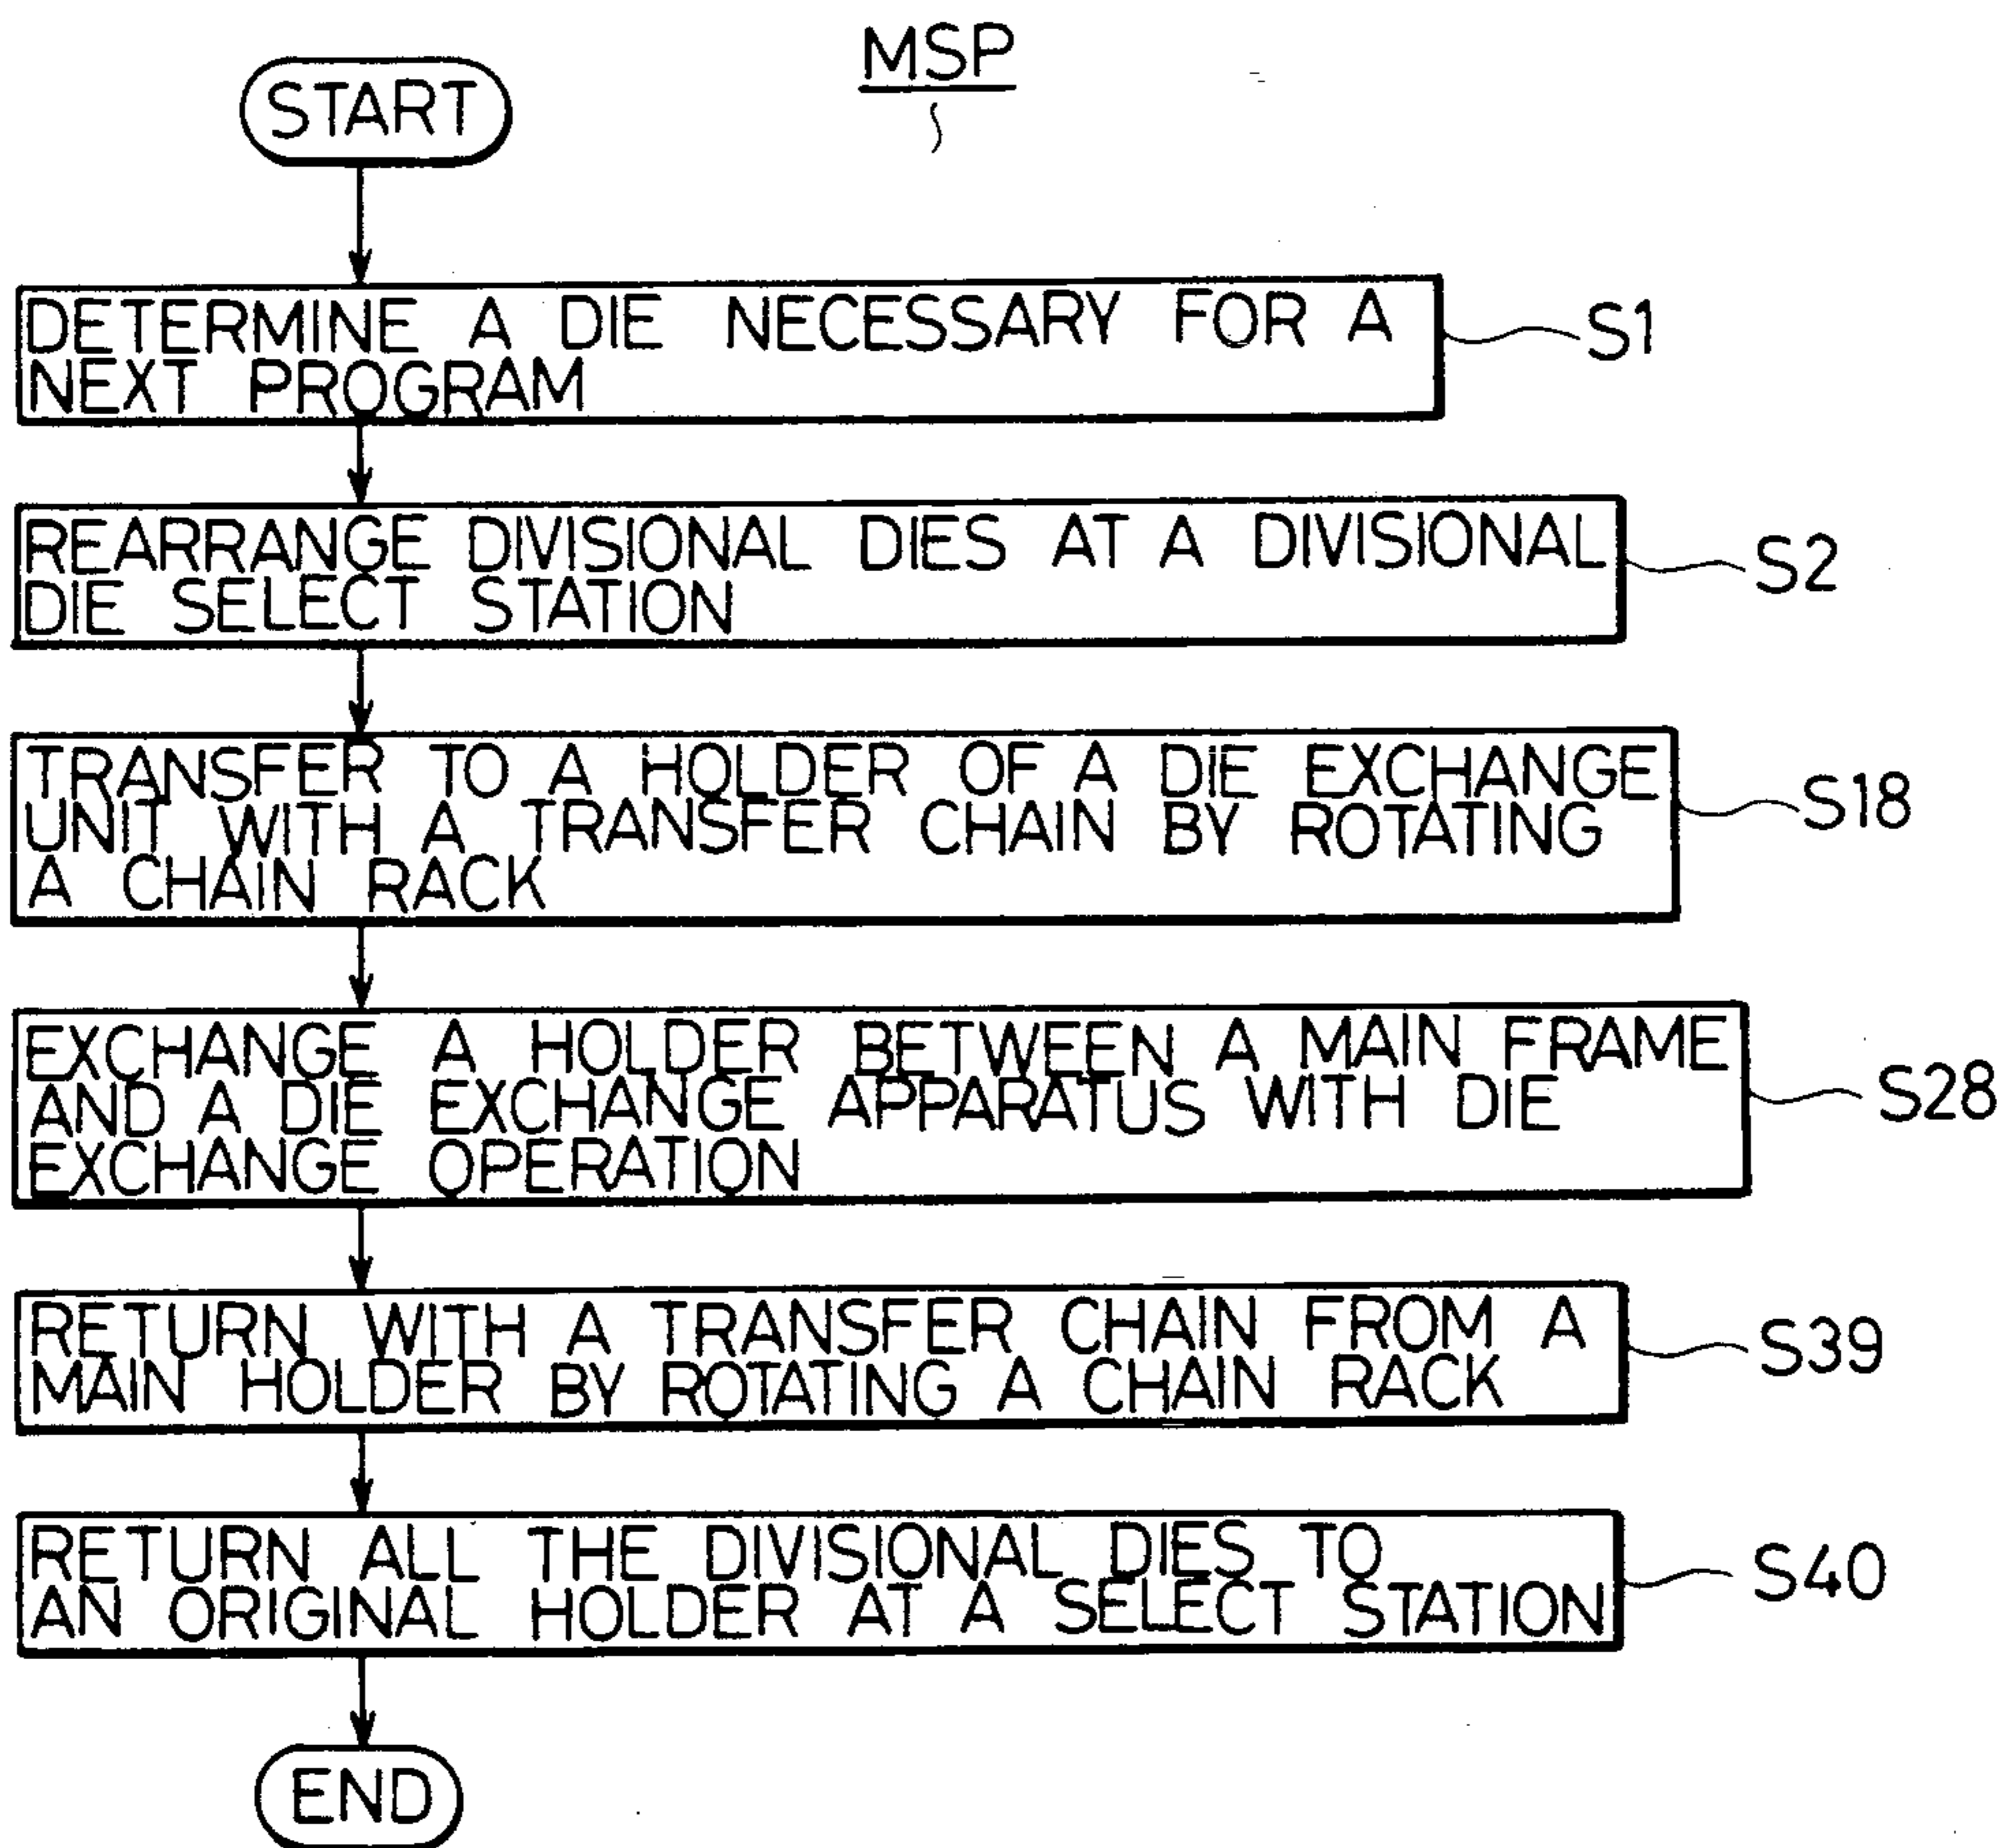 MSP
START
DETERMINE A DIE NECESSARY FOR A
NEXT PROGRAM
S1
REARRANGE DIVISIONAL DIES AT A DIVISIONAL
DIE SELECT STATION
S2
TRANSFER TO A HOLDER OF A DIE EXCHANGE
UNIT WITH A TRANSFER CHAIN BY ROTATING
A CHAIN RACK
S18
EXCHANGE A HOLDER BETWEEN A MAIN FRAME
AND A DIE EXCHANGE APPARATUS WITH DIE
EXCHANGE OPERATION
S28
RETURN WITH A TRANSFER CHAIN FROM A
MAIN HOLDER BY ROTATING A CHAIN RACK
S39
RETURN ALL THE DIVISIONAL DIES TO
AN ORIGINAL HOLDER AT A SELECT STATION
S40
END